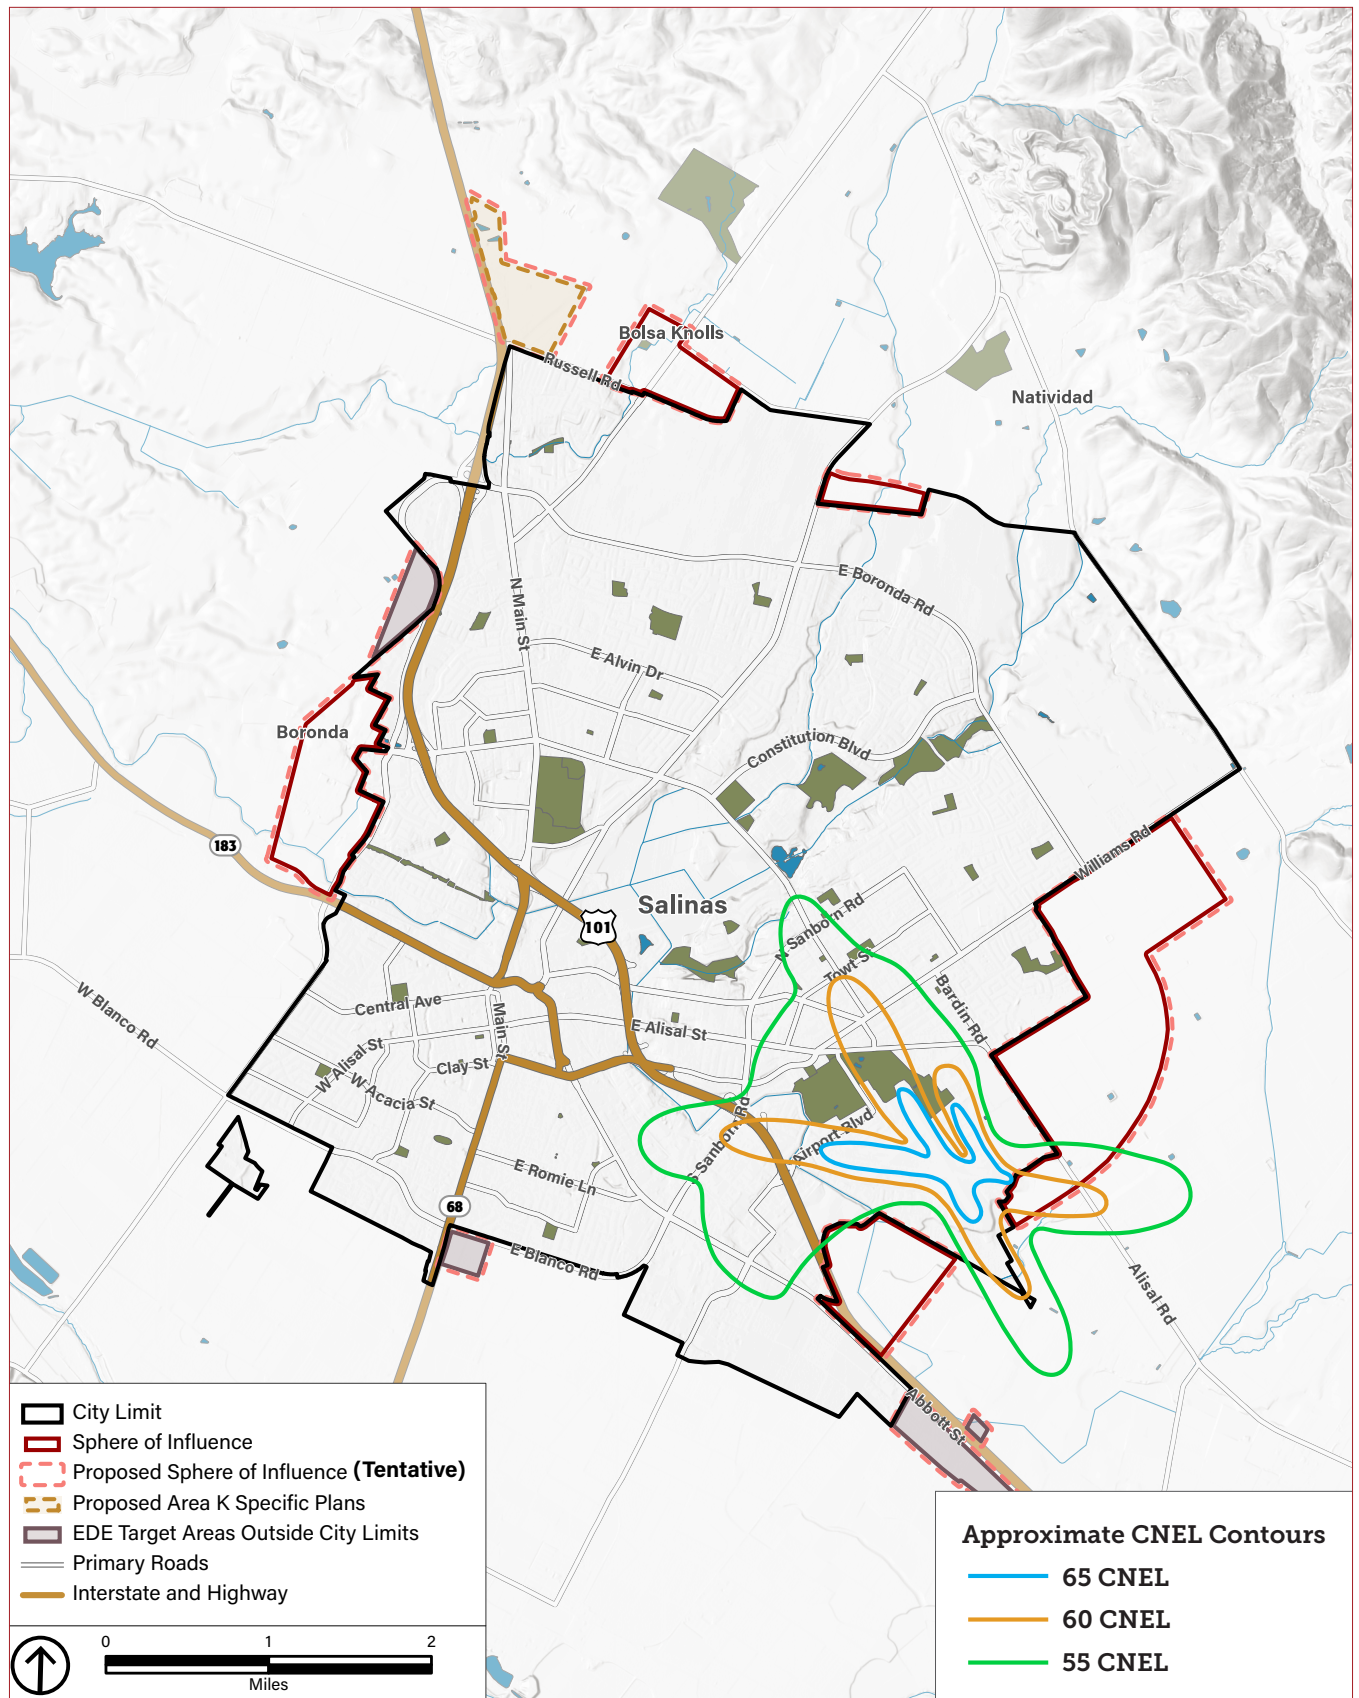 Bolsa Knolls
Russell Rd
Natividad
E Boronda Rd
N Main St
E Alvin Dr
Boronda
Constitution Blvd
183
Williams Rd
Salinas
101
N Sanborn Rd
Towt St
Bardin Rd
W Blanco Rd
Central Ave
Main St
E Alisal St
W Alisal St
Clay St
W Acacia St
S Sanborn Rd
Airport Blvd
E Romie Ln
68
E Blanco Rd
Alisal Rd
Abbott St
City Limit
Sphere of Influence
Proposed Sphere of Influence (Tentative)
Proposed Area K Specific Plans
EDE Target Areas Outside City Limits
Primary Roads
Interstate and Highway
0 1 2
Miles
Approximate CNEL Contours
65 CNEL
60 CNEL
55 CNEL